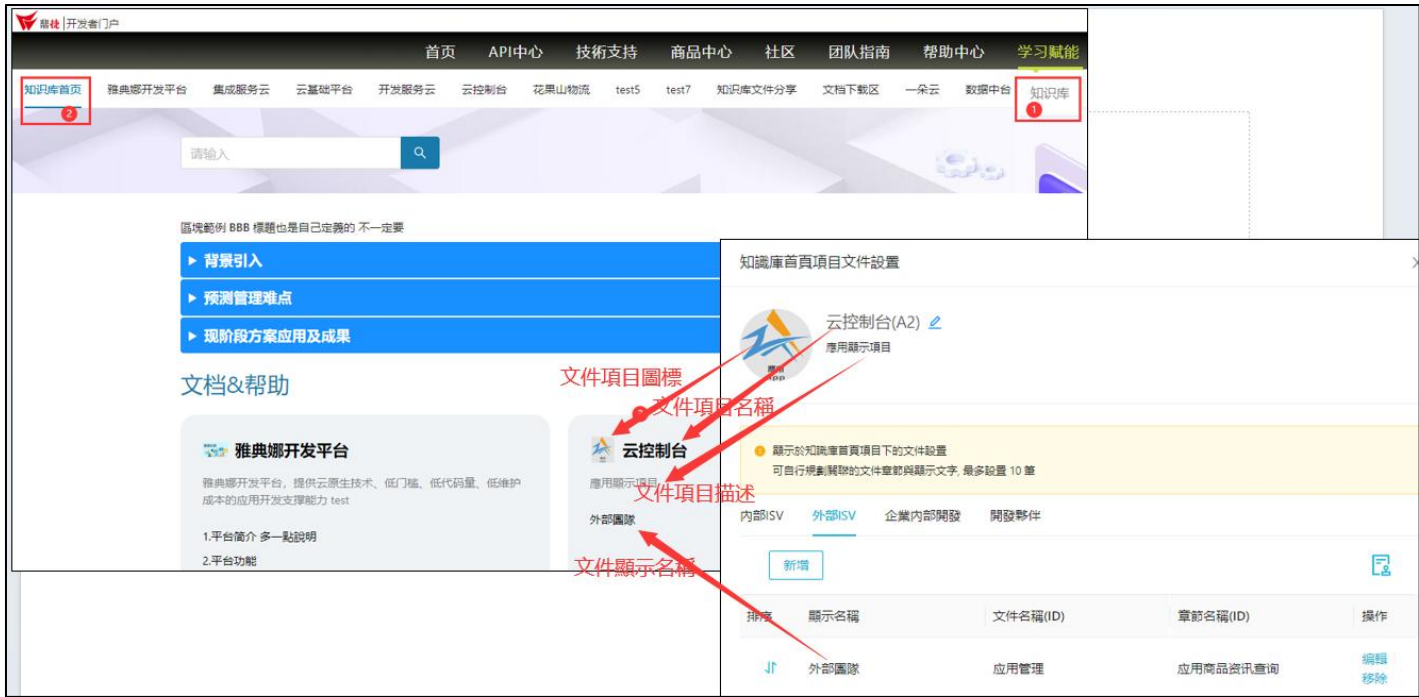 鼎捷|开发者门户
首页 API中心 技術支持 商品中心 社区 团队指南 帮助中心 学习赋能
知识库首页 雅典娜开发平台 集成服务云 云基础平台 开发服务云 云控制台 花果山物流 test5 test7 知识库文件分享 文档下载区 一朵云 数据中台 知识库
2
1
请输入
區塊範例 BBB 標題也是自己定義的 不一定要
背景引入
预测管理难点
现阶段方案应用及成果
文档&帮助
雅典娜开发平台
雅典娜开发平台，提供云原生技术、低门槛、低代码量、低维护
成本的应用开发支撑能力 test
1.平台简介 多一點說明
2.平台功能
云控制台
應用顯示項目
外部團隊
文件項目圖標
文件項目名稱
文件項目描述
文件顯示名稱
知識庫首頁項目文件設置
云控制台(A2)
應用顯示項目
顯示於知識庫首頁項目下的文件設置
可自行規劃關聯的文件章節與顯示文字, 最多設置 10 筆
内部ISV 外部ISV 企業内部開發 開發夥伴
新增
排序 顯示名稱 文件名稱(ID) 章節名稱(ID) 操作
外部團隊 应用管理 应用商品资讯查询 编輯
移除